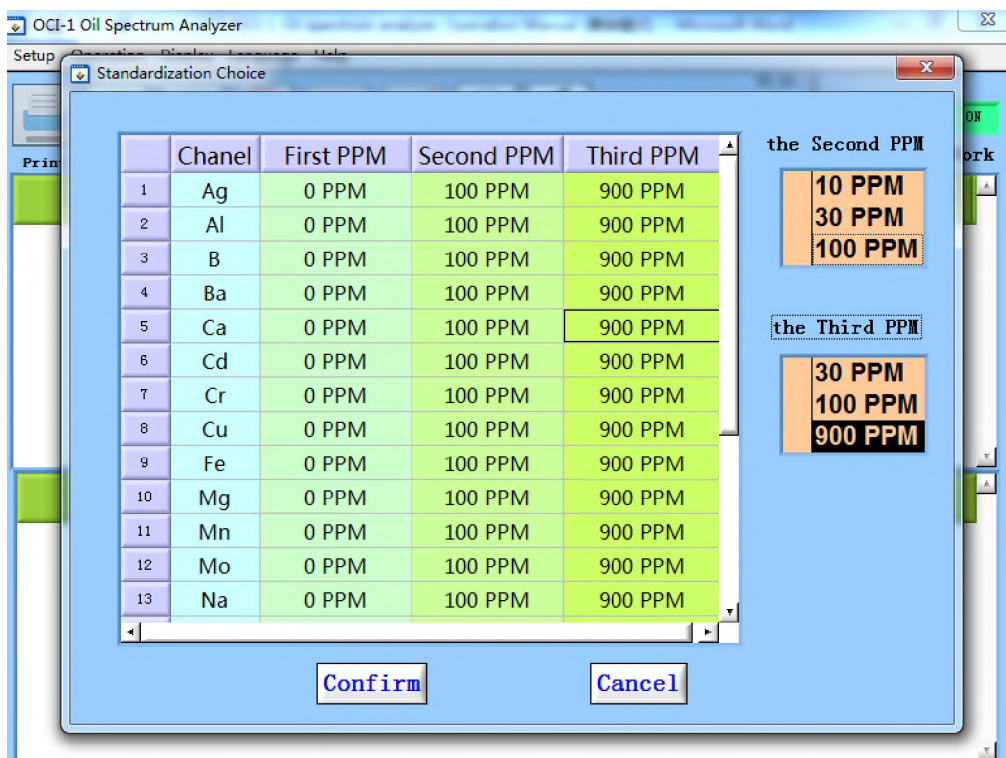 OCI-1 Oil Spectrum Analyzer
Setup Operation Display Language Help
Standardization Choice
ON
Prin
ork
Chanel First PPM Second PPM Third PPM
1 Ag 0 PPM 100 PPM 900 PPM
2 Al 0 PPM 100 PPM 900 PPM
3 B 0 PPM 100 PPM 900 PPM
4 Ba 0 PPM 100 PPM 900 PPM
5 Ca 0 PPM 100 PPM 900 PPM
6 Cd 0 PPM 100 PPM 900 PPM
7 Cr 0 PPM 100 PPM 900 PPM
8 Cu 0 PPM 100 PPM 900 PPM
9 Fe 0 PPM 100 PPM 900 PPM
10 Mg 0 PPM 100 PPM 900 PPM
11 Mn 0 PPM 100 PPM 900 PPM
12 Mo 0 PPM 100 PPM 900 PPM
13 Na 0 PPM 100 PPM 900 PPM
the Second PPM
10 PPM
30 PPM
100 PPM
the Third PPM
30 PPM
100 PPM
900 PPM
Confirm Cancel